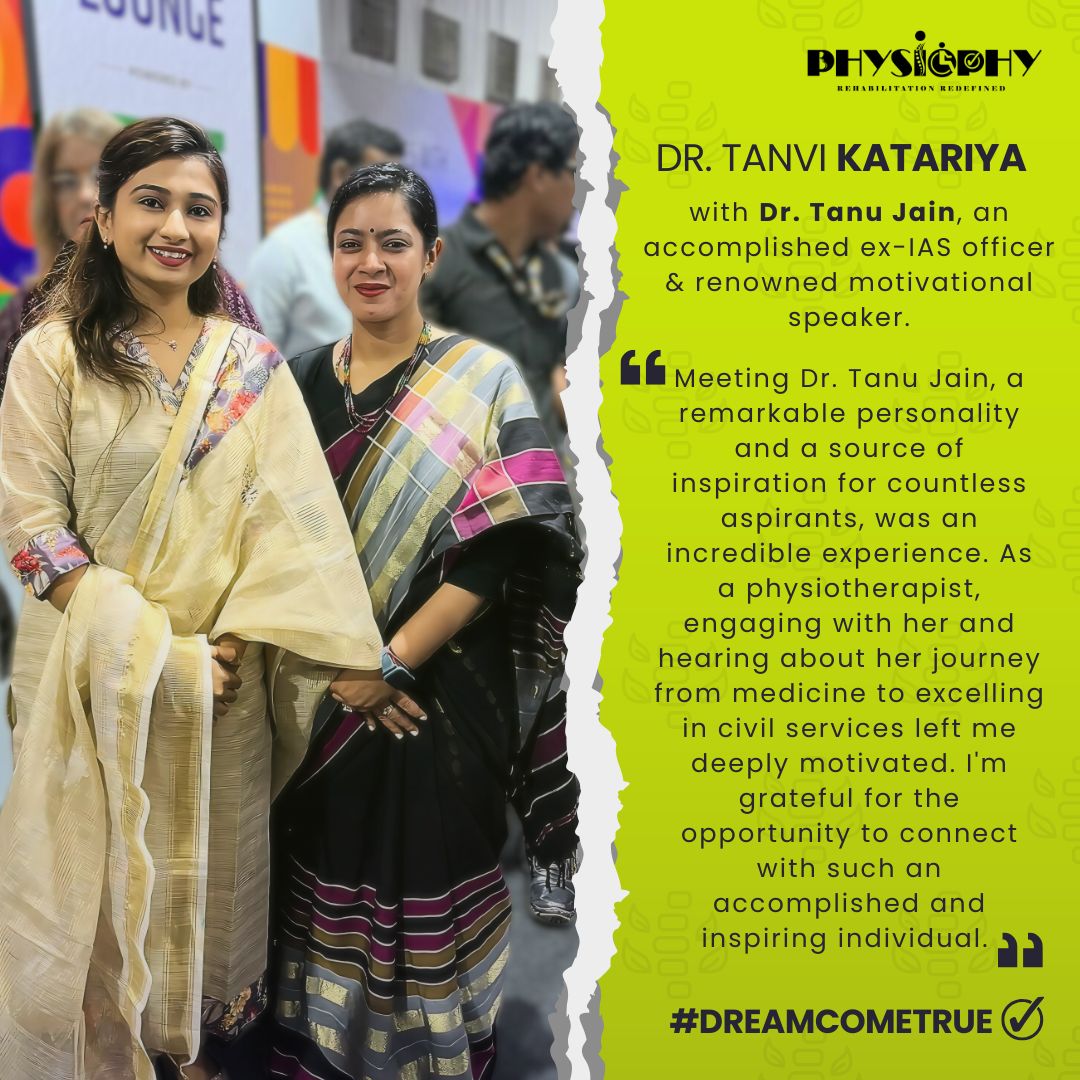 LOUNGE
PHYSIOPHY
REHABILITATION REDEFINED
DR. TANVI KATARIYA
with Dr. Tanu Jain, an
accomplished ex-IAS officer
& renowned motivational
speaker.
“Meeting Dr. Tanu Jain, a
remarkable personality
and a source of
inspiration for countless
aspirants, was an
incredible experience. As
a physiotherapist,
engaging with her and
hearing about her journey
from medicine to excelling
in civil services left me
deeply motivated. I'm
grateful for the
opportunity to connect
with such an
accomplished and
inspiring individual.”
#DREAMCOMETRUE